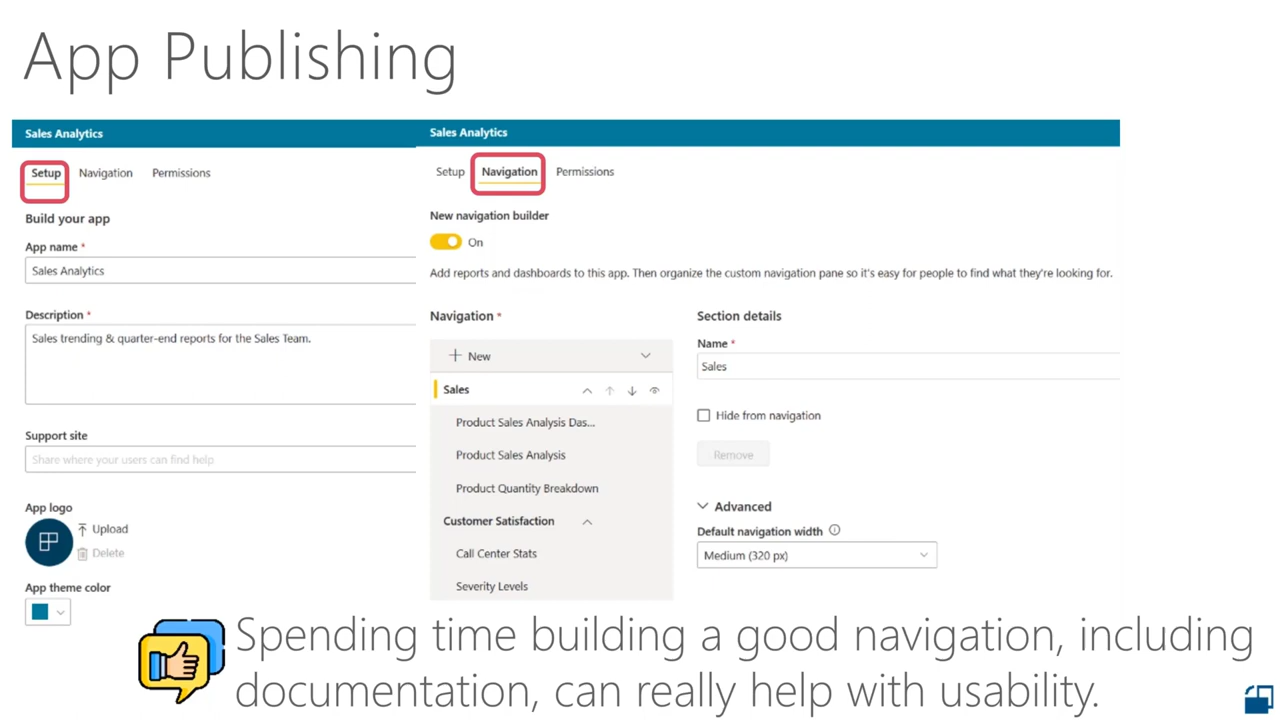 App Publishing
Sales Analytics
Setup Navigation Permissions
Build your app
App name *
Sales Analytics
Description *
Sales trending & quarter-end reports for the Sales Team.
Support site
Share where your users can find help
App logo
Upload
Delete
App theme color
Sales Analytics
Setup Navigation Permissions
New navigation builder
On
Add reports and dashboards to this app. Then organize the custom navigation pane so it's easy for people to find what they're looking for.
Navigation *
New
Sales
Product Sales Analysis Das...
Product Sales Analysis
Product Quantity Breakdown
Customer Satisfaction
Call Center Stats
Severity Levels
Section details
Name *
Sales
Hide from navigation
Remove
Advanced
Default navigation width
Medium (320 px)
Spending time building a good navigation, including
documentation, can really help with usability.